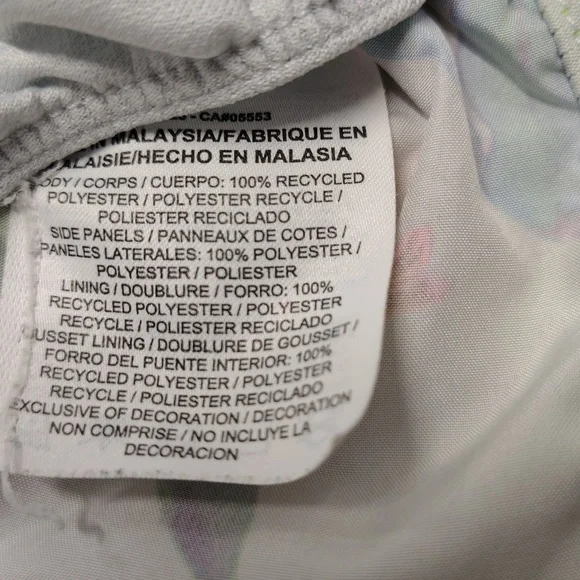 - CA#05553
IN MALAYSIA/FABRIQUE EN
MALAISIE/HECHO EN MALASIA
BODY / CORPS / CUERPO: 100% RECYCLED
POLYESTER / POLYESTER RECYCLE /
POLIESTER RECICLADO
SIDE PANELS / PANNEAUX DE COTES /
PANELES LATERALES: 100% POLYESTER /
POLYESTER / POLIESTER
LINING / DOUBLURE / FORRO: 100%
RECYCLED POLYESTER / POLYESTER
RECYCLE / POLIESTER RECICLADO
GUSSET LINING / DOUBLURE DE GOUSSET /
FORRO DEL PUENTE INTERIOR: 100%
RECYCLED POLYESTER / POLYESTER
RECYCLE / POLIESTER RECICLADO
EXCLUSIVE OF DECORATION / DECORATION
NON COMPRISE / NO INCLUYE LA
DECORACION